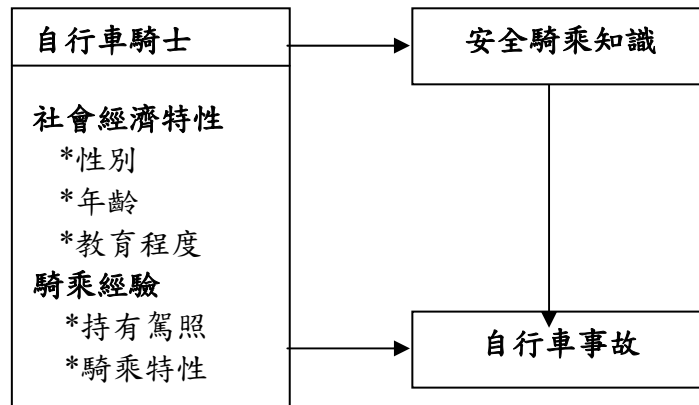 自行車騎士
社會經濟特性
*性別
*年齡
*教育程度
騎乘經驗
*持有駕照
*騎乘特性
安全騎乘知識
自行車事故